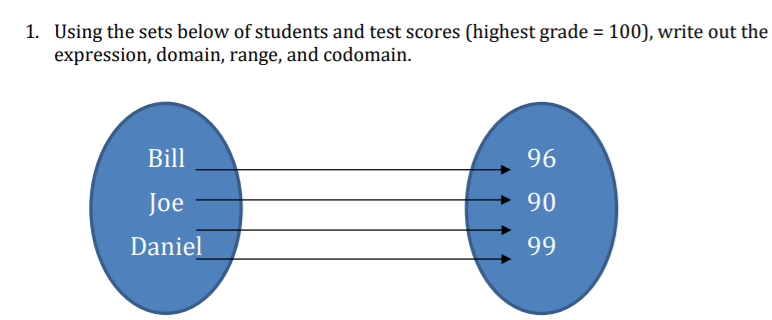 1. Using the sets below of students and test scores (highest grade = 100), write out the
expression, domain, range, and codomain.
Bill 96
Joe 90
Daniel 99